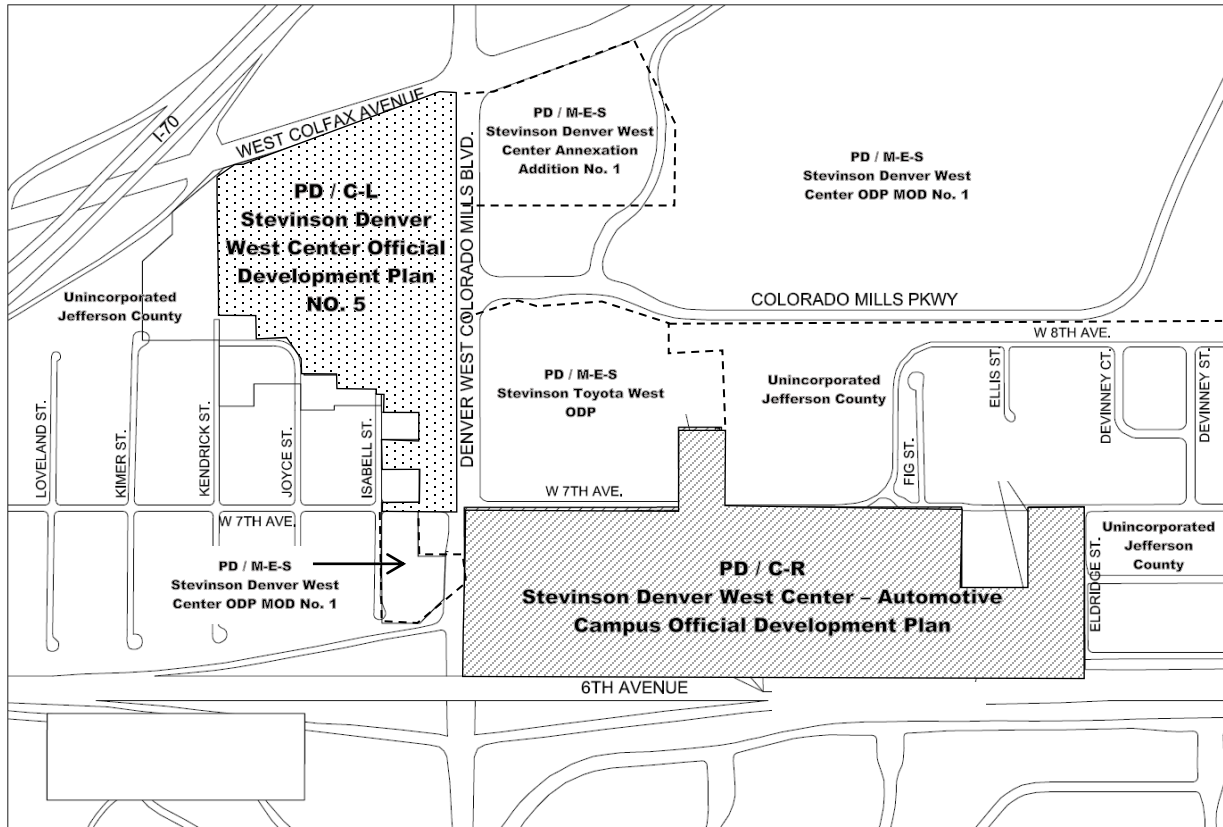 I-70
WEST COLFAX AVENUE
PD / M-E-S
Stevinson Denver West
Center Annexation
Addition No. 1
PD / M-E-S
Stevinson Denver West
Center ODP MOD No. 1
PD / C-L
Stevinson Denver
West Center Official
Development Plan
NO. 5
DENVER WEST COLORADO MILLS BLVD.
Unincorporated
Jefferson County
COLORADO MILLS PKWY
W 8TH AVE.
PD / M-E-S
Stevinson Toyota West
ODP
Unincorporated
Jefferson County
ELLIS ST.
DEVINNEY CT.
DEVINNEY ST.
FIG ST.
LOVELAND ST.
KIMER ST.
KENDRICK ST.
JOYCE ST.
ISABELL ST.
W 7TH AVE.
W 7TH AVE.
Unincorporated
Jefferson
County
PD / M-E-S
Stevinson Denver West
Center ODP MOD No. 1
PD / C-R
Stevinson Denver West Center – Automotive
Campus Official Development Plan
ELDRIDGE ST.
6TH AVENUE